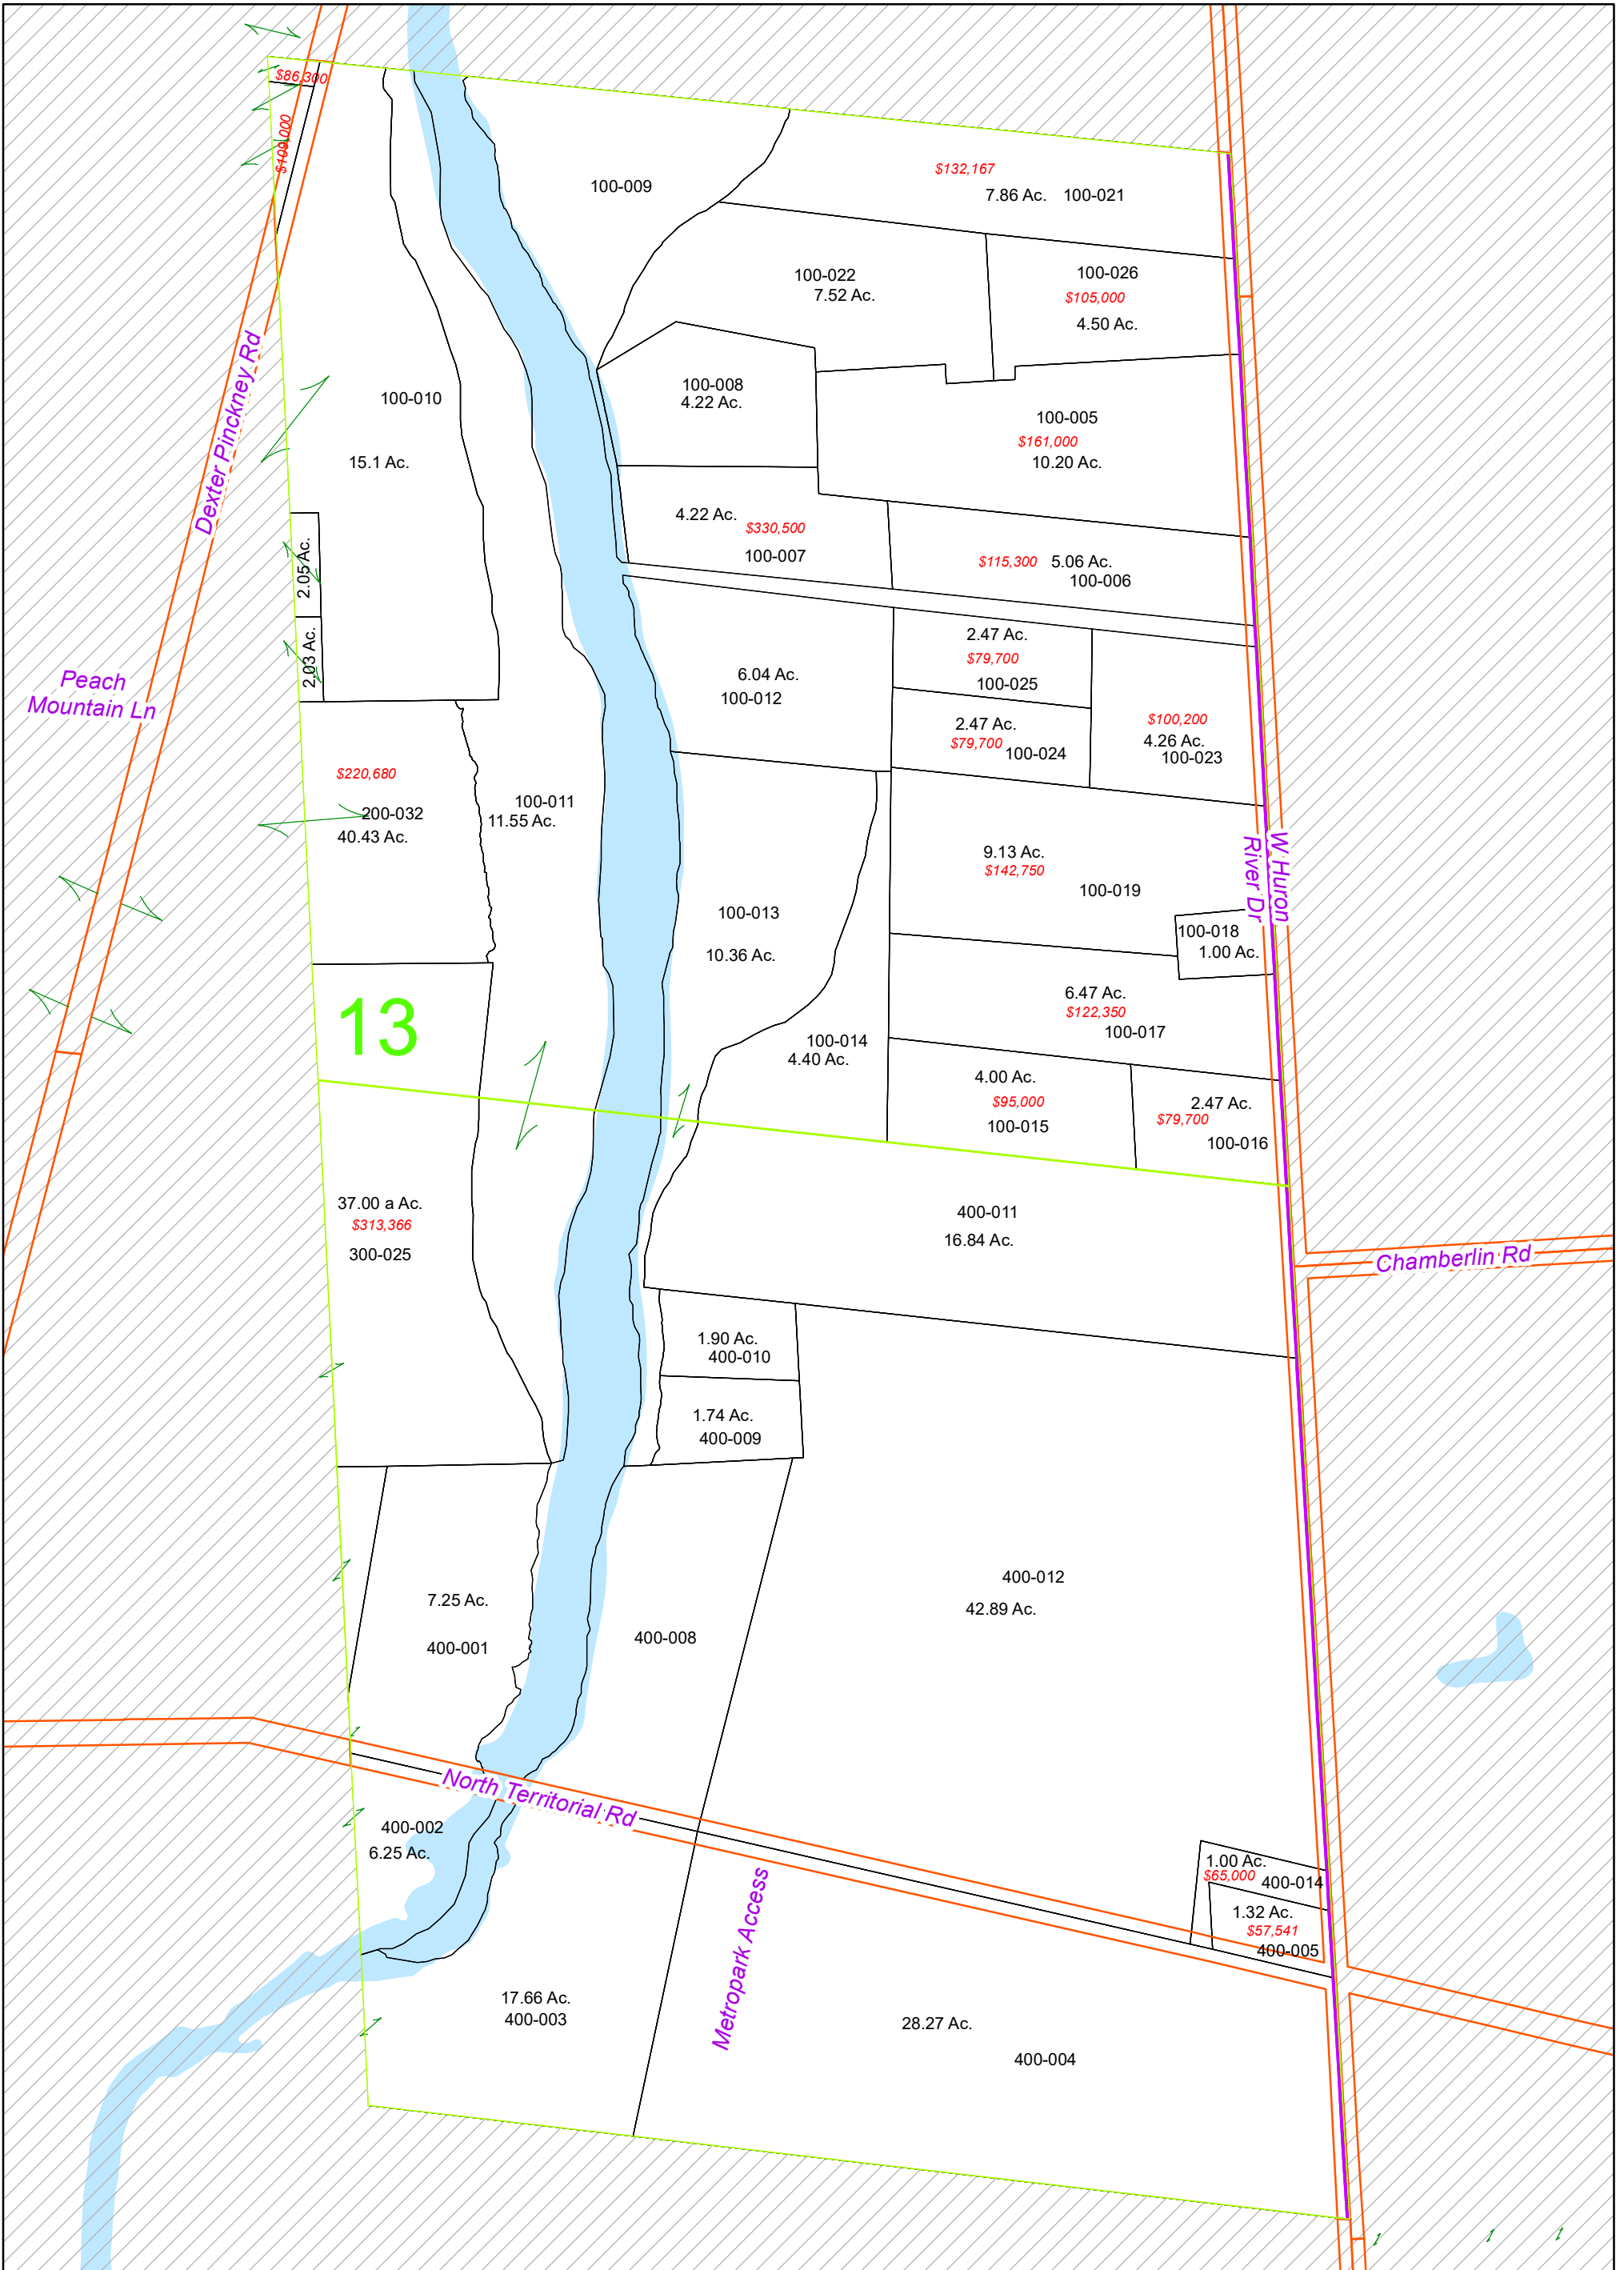 $86,300
$109,000
100-009
$132,167
7.86 Ac. 100-021
100-022
7.52 Ac.
100-026
$105,000
4.50 Ac.
Dexter Pinckney Rd
100-010
15.1 Ac.
100-008
4.22 Ac.
100-005
$161,000
10.20 Ac.
4.22 Ac.
$330,500
100-007
$115,300 5.06 Ac.
100-006
2.05 Ac.
2.03 Ac.
Peach
Mountain Ln
6.04 Ac.
100-012
2.47 Ac.
$79,700
100-025
2.47 Ac.
$79,700 100-024
$100,200
4.26 Ac.
100-023
$220,680
200-032
40.43 Ac.
100-011
11.55 Ac.
9.13 Ac.
$142,750
100-019
W Huron
River Dr
100-013
10.36 Ac.
100-018
1.00 Ac.
13
6.47 Ac.
$122,350
100-017
100-014
4.40 Ac.
4.00 Ac.
$95,000
100-015
2.47 Ac.
$79,700
100-016
37.00 a Ac.
$313,366
300-025
400-011
16.84 Ac.
Chamberlin Rd
1.90 Ac.
400-010
1.74 Ac.
400-009
400-012
42.89 Ac.
7.25 Ac.
400-001
400-008
North Territorial Rd
400-002
6.25 Ac.
Metropark Access
1.00 Ac.
$65,000 400-014
1.32 Ac.
$57,541
400-005
17.66 Ac.
400-003
28.27 Ac.
400-004